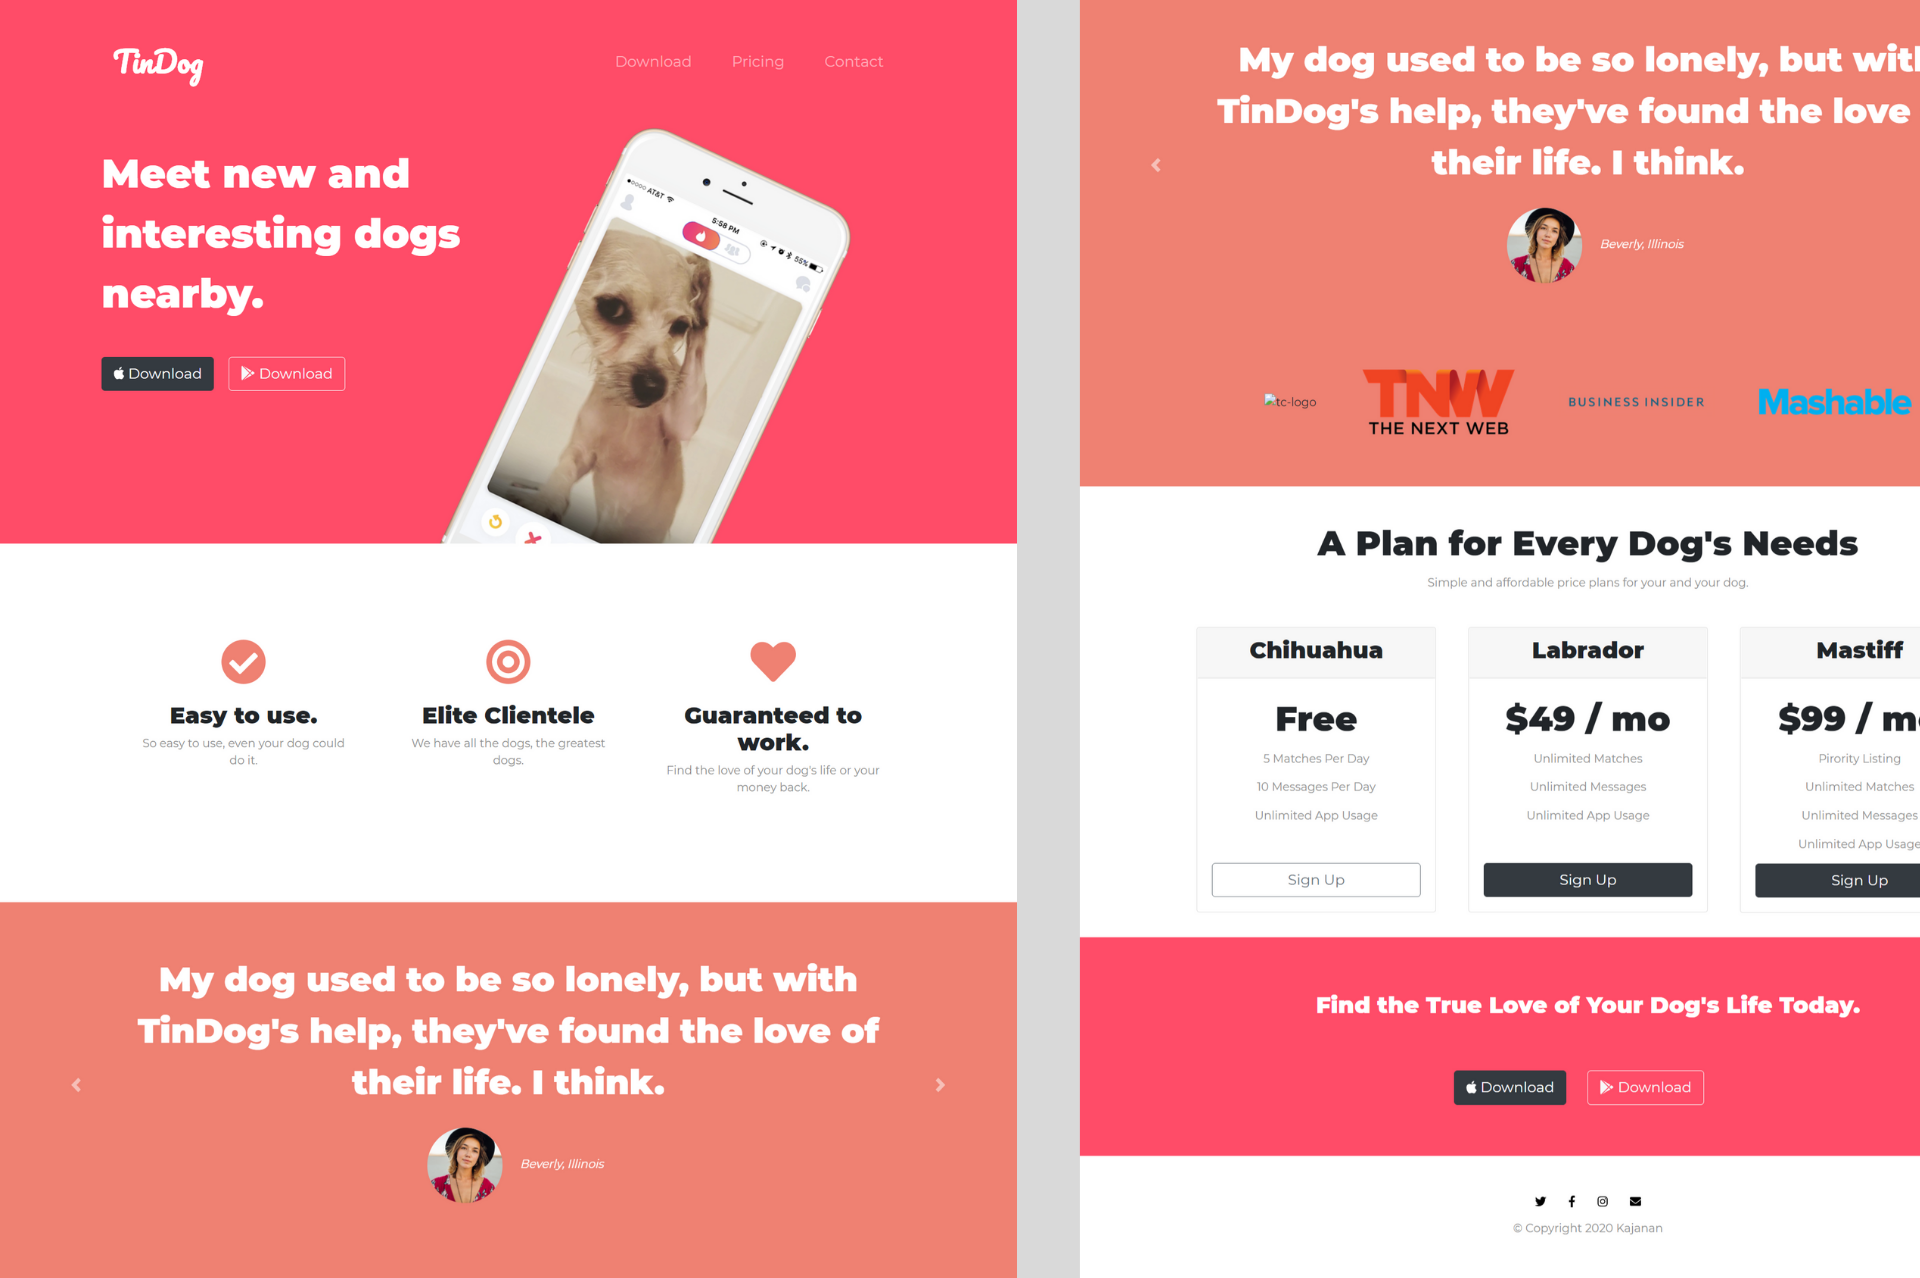 TinDog
Download Pricing Contact
Meet new and
interesting dogs
nearby.
Download Download
●○○○○ AT&T 5:58 PM 55%
Easy to use.
So easy to use, even your dog could
do it.
Elite Clientele
We have all the dogs, the greatest
dogs.
Guaranteed to
work.
Find the love of your dog's life or your
money back.
My dog used to be so lonely, but with
TinDog's help, they've found the love of
their life. I think.
Beverly, Illinois
My dog used to be so lonely, but with
TinDog's help, they've found the love
their life. I think.
Beverly, Illinois
tc-logo
TNW
THE NEXT WEB
BUSINESS INSIDER
Mashable
A Plan for Every Dog's Needs
Simple and affordable price plans for your and your dog.
Chihuahua
Free
5 Matches Per Day
10 Messages Per Day
Unlimited App Usage
Sign Up
Labrador
$49 / mo
Unlimited Matches
Unlimited Messages
Unlimited App Usage
Sign Up
Mastiff
$99 / mo
Pirority Listing
Unlimited Matches
Unlimited Messages
Unlimited App Usage
Sign Up
Find the True Love of Your Dog's Life Today.
Download Download
© Copyright 2020 Kajanan